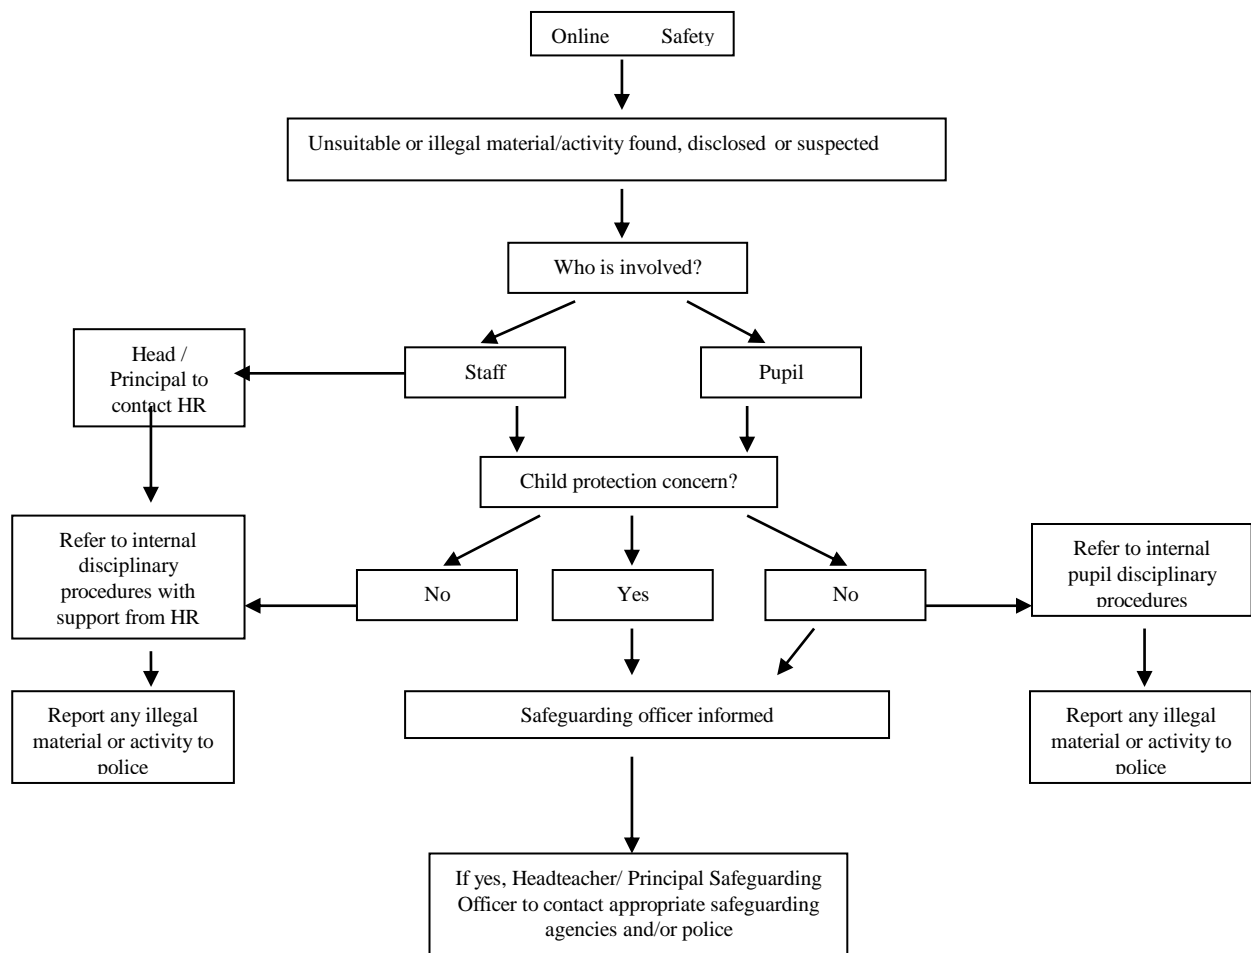 Online Safety
Unsuitable or illegal material/activity found, disclosed or suspected
Who is involved?
Head /
Principal to
contact HR
Staff
Pupil
Child protection concern?
Refer to internal
disciplinary
procedures with
support from HR
No
Yes
No
Refer to internal
pupil disciplinary
procedures
Report any illegal
material or activity to
police
Safeguarding officer informed
Report any illegal
material or activity to
police
If yes, Headteacher/ Principal Safeguarding
Officer to contact appropriate safeguarding
agencies and/or police